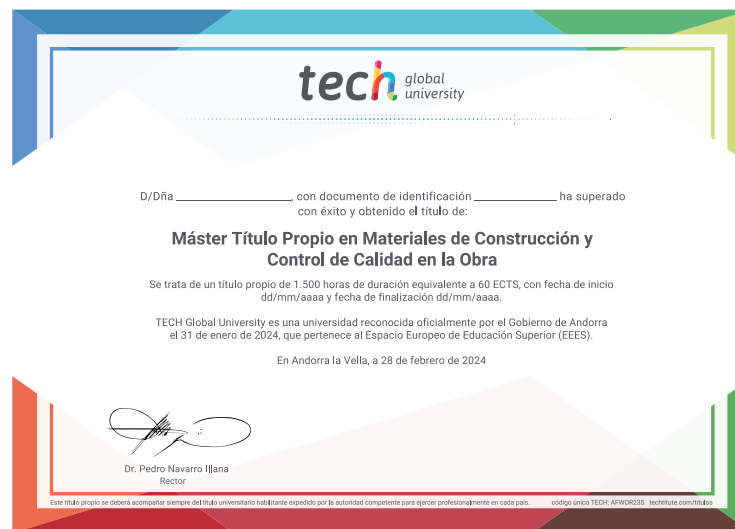 tech global university
D/Dña ____________, con documento de identificación ____________ ha superado
con éxito y obtenido el título de:
Máster Título Propio en Materiales de Construcción y
Control de Calidad en la Obra
Se trata de un título propio de 1.500 horas de duración equivalente a 60 ECTS, con fecha de inicio
dd/mm/aaaa y fecha de finalización dd/mm/aaaa.
TECH Global University es una universidad reconocida oficialmente por el Gobierno de Andorra
el 31 de enero de 2024, que pertenece al Espacio Europeo de Educación Superior (EEES).
En Andorra la Vella, a 28 de febrero de 2024
Dr. Pedro Navarro Illana
Rector
Este título propio se deberá acompañar siempre del título universitario habilitante expedido por la autoridad competente para ejercer profesionalmente en cada país. código único TECH: AFWOR23S techtitute.com/títulos